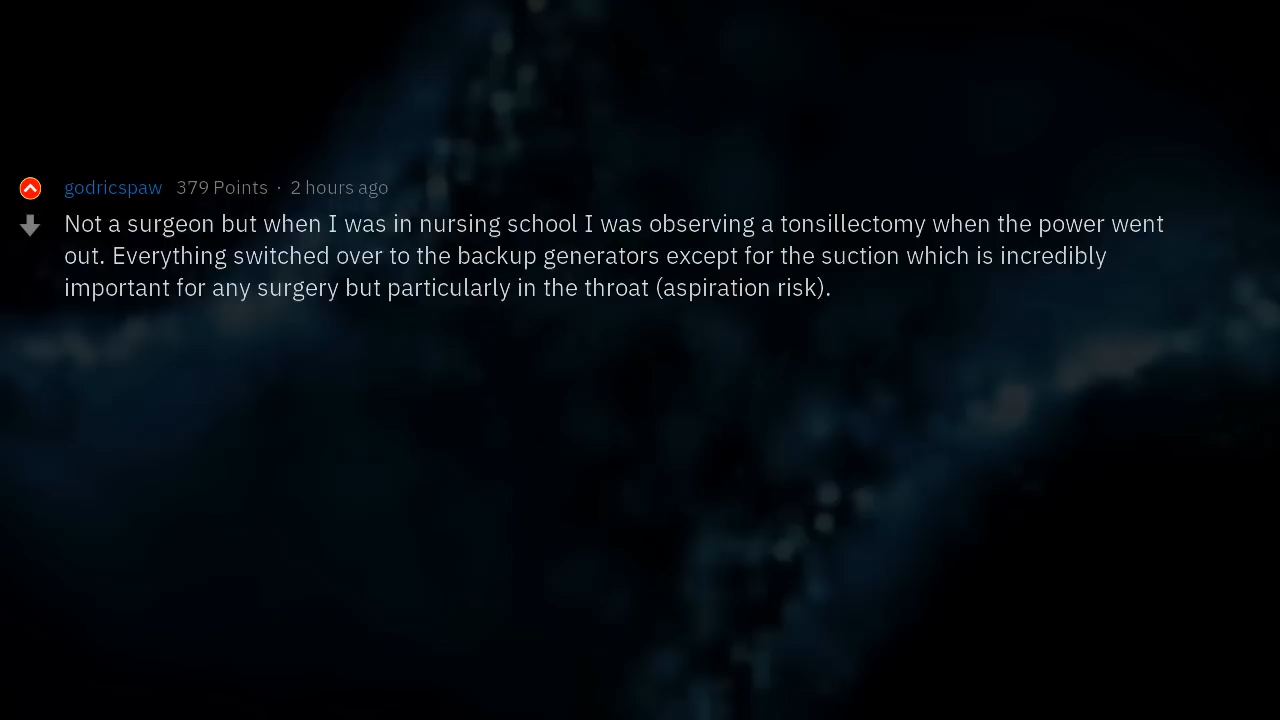 godricspaw 379 Points · 2 hours ago
Not a surgeon but when I was in nursing school I was observing a tonsillectomy when the power went
out. Everything switched over to the backup generators except for the suction which is incredibly
important for any surgery but particularly in the throat (aspiration risk).